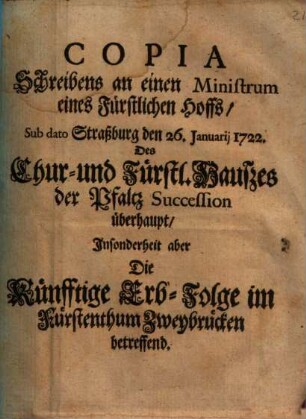 COPIA
Schreibens an einen Ministrum
eines Fürstlichen Hoffs/
Sub dato Straßburg den 26. Januarij 1722.
Des
Chur- und Fürstl. Hauszes
der Pfaltz Succession
überhaupt/
Insonderheit aber
Die
Künfftige Erb-Folge im
Fürstenthum Zweybrücken
betreffend.